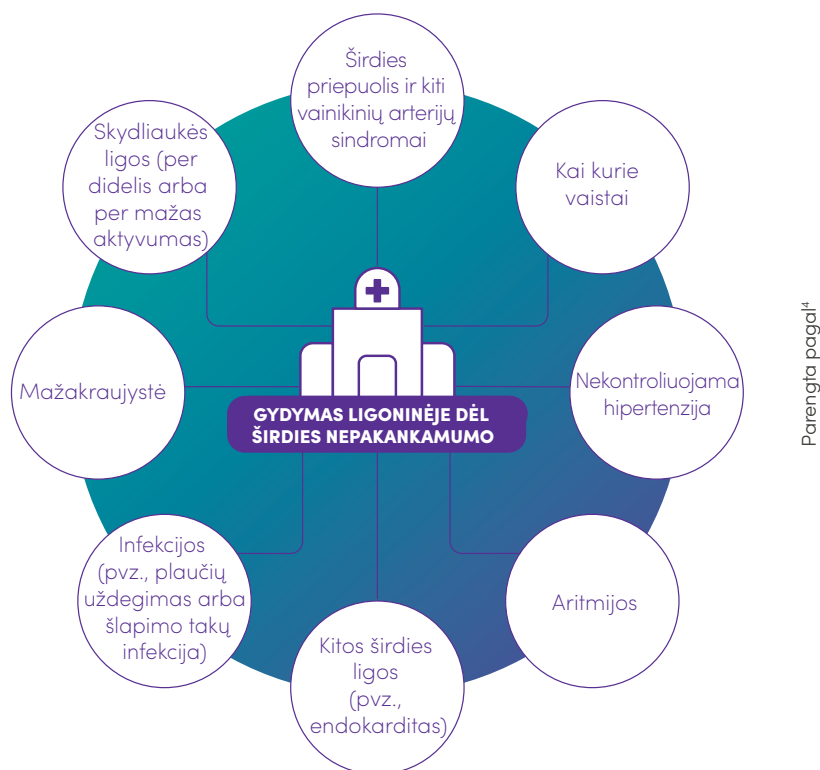 Širdies
priepuolis ir kiti
vainikinių arterijų
sindromai
Kai kurie
vaistai
Nekontroliuojama
hipertenzija
Aritmijos
Kitos širdies
ligos
(pvz.,
endokarditas)
Infekcijos
(pvz., plaučių
uždegimas arba
šlapimo takų
infekcija)
Mažakraujystė
Skydliaukės
ligos (per
didelis arba
per mažas
aktyvumas)
GYDYMAS LIGONINĖJE DĖL
ŠIRDIES NEPAKANKAMUMO
Parengta pagal⁴